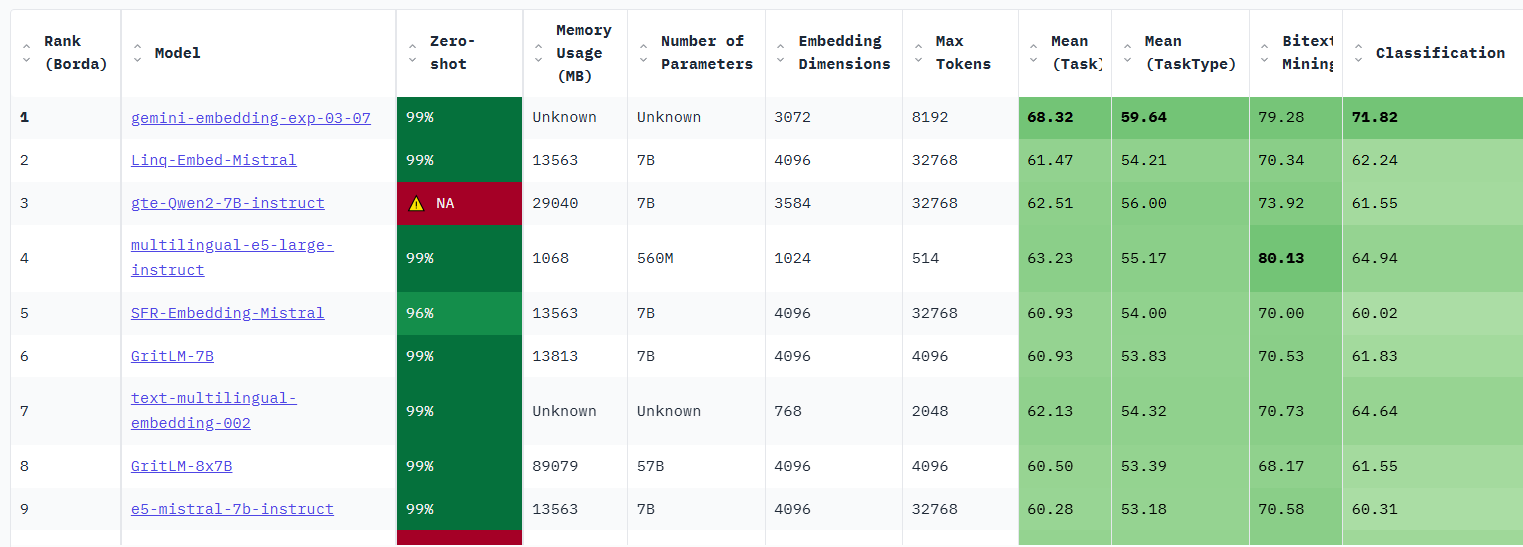 Rank (Borda) Model Zero-shot Memory Usage (MB) Number of Parameters Embedding Dimensions Max Tokens Mean (Task) Mean (TaskType) Bitext Mining Classification
1 gemini-embedding-exp-03-07 99% Unknown Unknown 3072 8192 68.32 59.64 79.28 71.82
2 Linq-Embed-Mistral 99% 13563 7B 4096 32768 61.47 54.21 70.34 62.24
3 gte-Qwen2-7B-instruct ⚠️ NA 29040 7B 3584 32768 62.51 56.00 73.92 61.55
4 multilingual-e5-large-instruct 99% 1068 560M 1024 514 63.23 55.17 80.13 64.94
5 SFR-Embedding-Mistral 96% 13563 7B 4096 32768 60.93 54.00 70.00 60.02
6 GritLM-7B 99% 13813 7B 4096 4096 60.93 53.83 70.53 61.83
7 text-multilingual-embedding-002 99% Unknown Unknown 768 2048 62.13 54.32 70.73 64.64
8 GritLM-8x7B 99% 89079 57B 4096 4096 60.50 53.39 68.17 61.55
9 e5-mistral-7b-instruct 99% 13563 7B 4096 32768 60.28 53.18 70.58 60.31